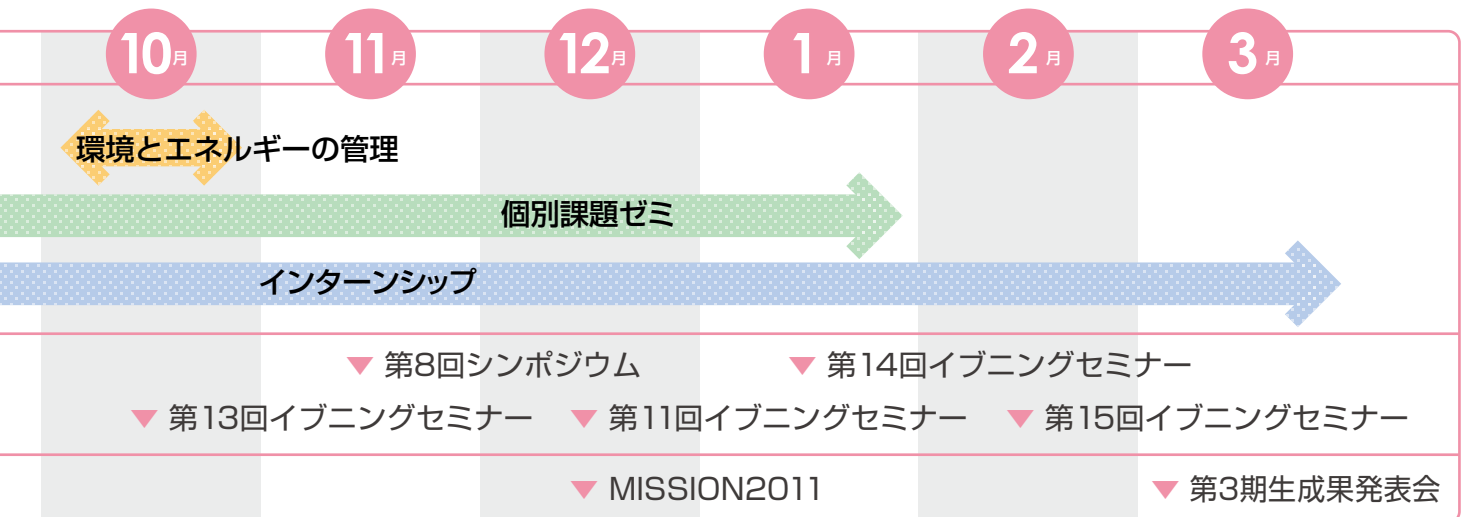 10月 11月 12月 1月 2月 3月
環境とエネルギーの管理
個別課題ゼミ
インターンシップ
第8回シンポジウム 第14回イブニングセミナー
第13回イブニングセミナー 第11回イブニングセミナー 第15回イブニングセミナー
MISSION2011 第3期生成果発表会